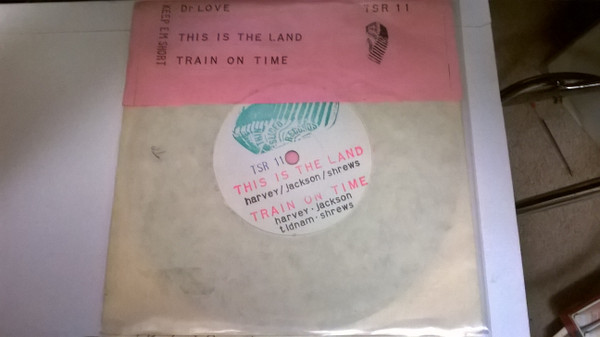 KEEP EM SHORT
DI LOVE
TSR 11
THIS IS THE LAND
TRAIN ON TIME
TSR 11
THIS IS THE LAND
harvey/jackson/shrews
TRAIN ON TIME
harvey·jackson
tidnam·shrews